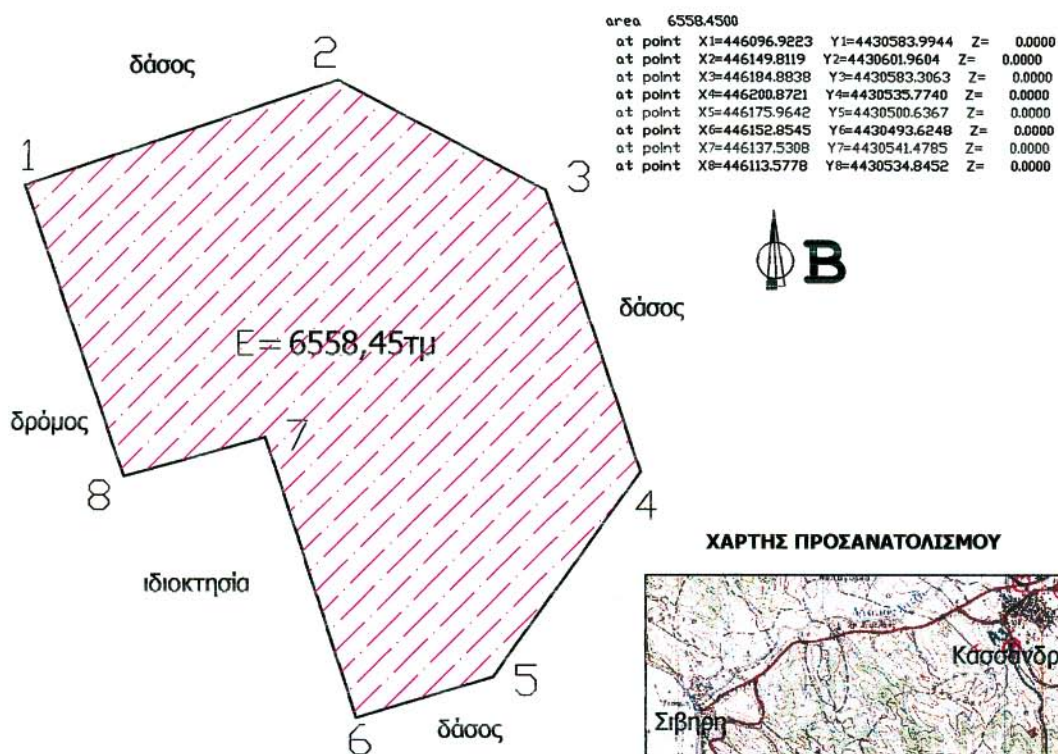 area 6558.4500
at point X1=446096.9223 Y1=4430583.9944 Z= 0.0000
at point X2=446149.8119 Y2=4430601.9604 Z= 0.0000
at point X3=446184.8838 Y3=4430583.3063 Z= 0.0000
at point X4=446200.8721 Y4=4430535.7740 Z= 0.0000
at point X5=446175.9642 Y5=4430500.6367 Z= 0.0000
at point X6=446152.8545 Y6=4430493.6248 Z= 0.0000
at point X7=446137.5308 Y7=4430541.4785 Z= 0.0000
at point X8=446113.5778 Y8=4430534.8452 Z= 0.0000
δάσος
2
1
3
Β
δάσος
E= 6558,45τμ
δρόμος
7
8
4
ιδιοκτησία
5
δάσος
6
ΧΑΡΤΗΣ ΠΡΟΣΑΝΑΤΟΛΙΣΜΟΥ
Κασσάνδρ
Σιβηρη